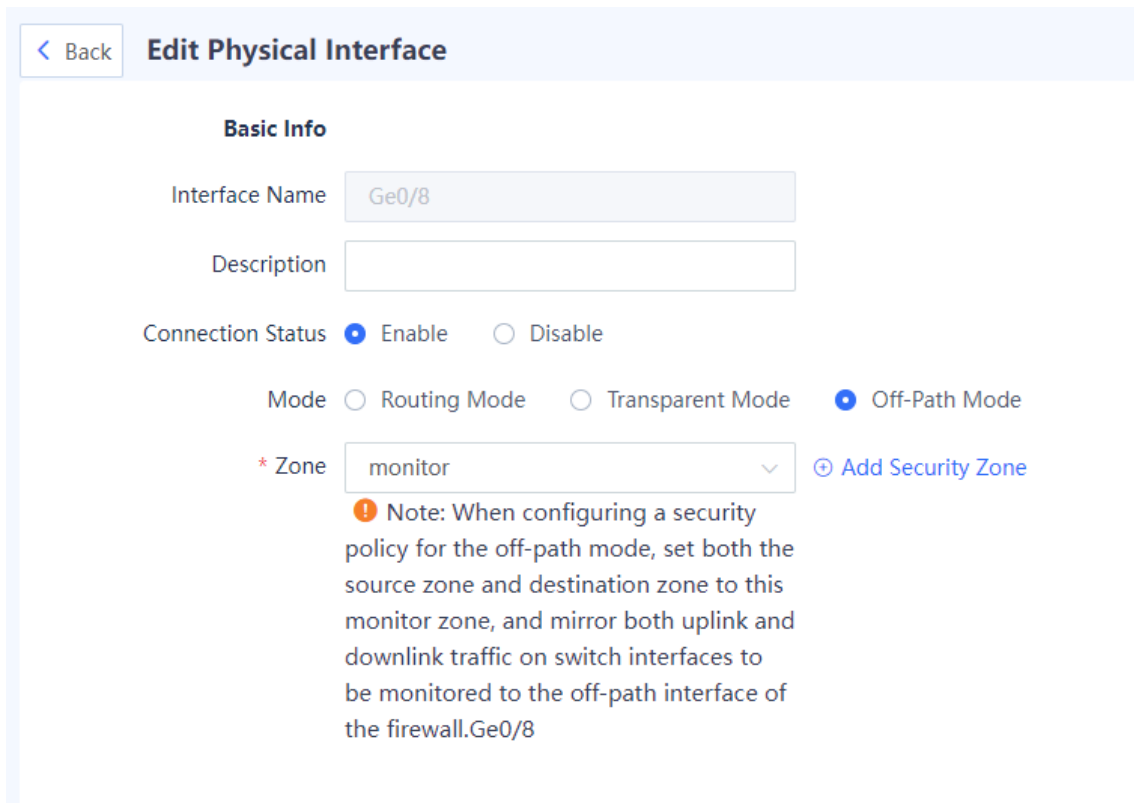 Back Edit Physical Interface
Basic Info
Interface Name Ge0/8
Description
Connection Status Enable Disable
Mode Routing Mode Transparent Mode Off-Path Mode
* Zone monitor Add Security Zone
Note: When configuring a security
policy for the off-path mode, set both the
source zone and destination zone to this
monitor zone, and mirror both uplink and
downlink traffic on switch interfaces to
be monitored to the off-path interface of
the firewall.Ge0/8